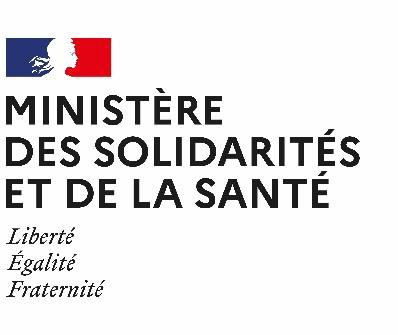 MINISTÈRE
DES SOLIDARITÉS
ET DE LA SANTÉ
Liberté
Égalité
Fraternité